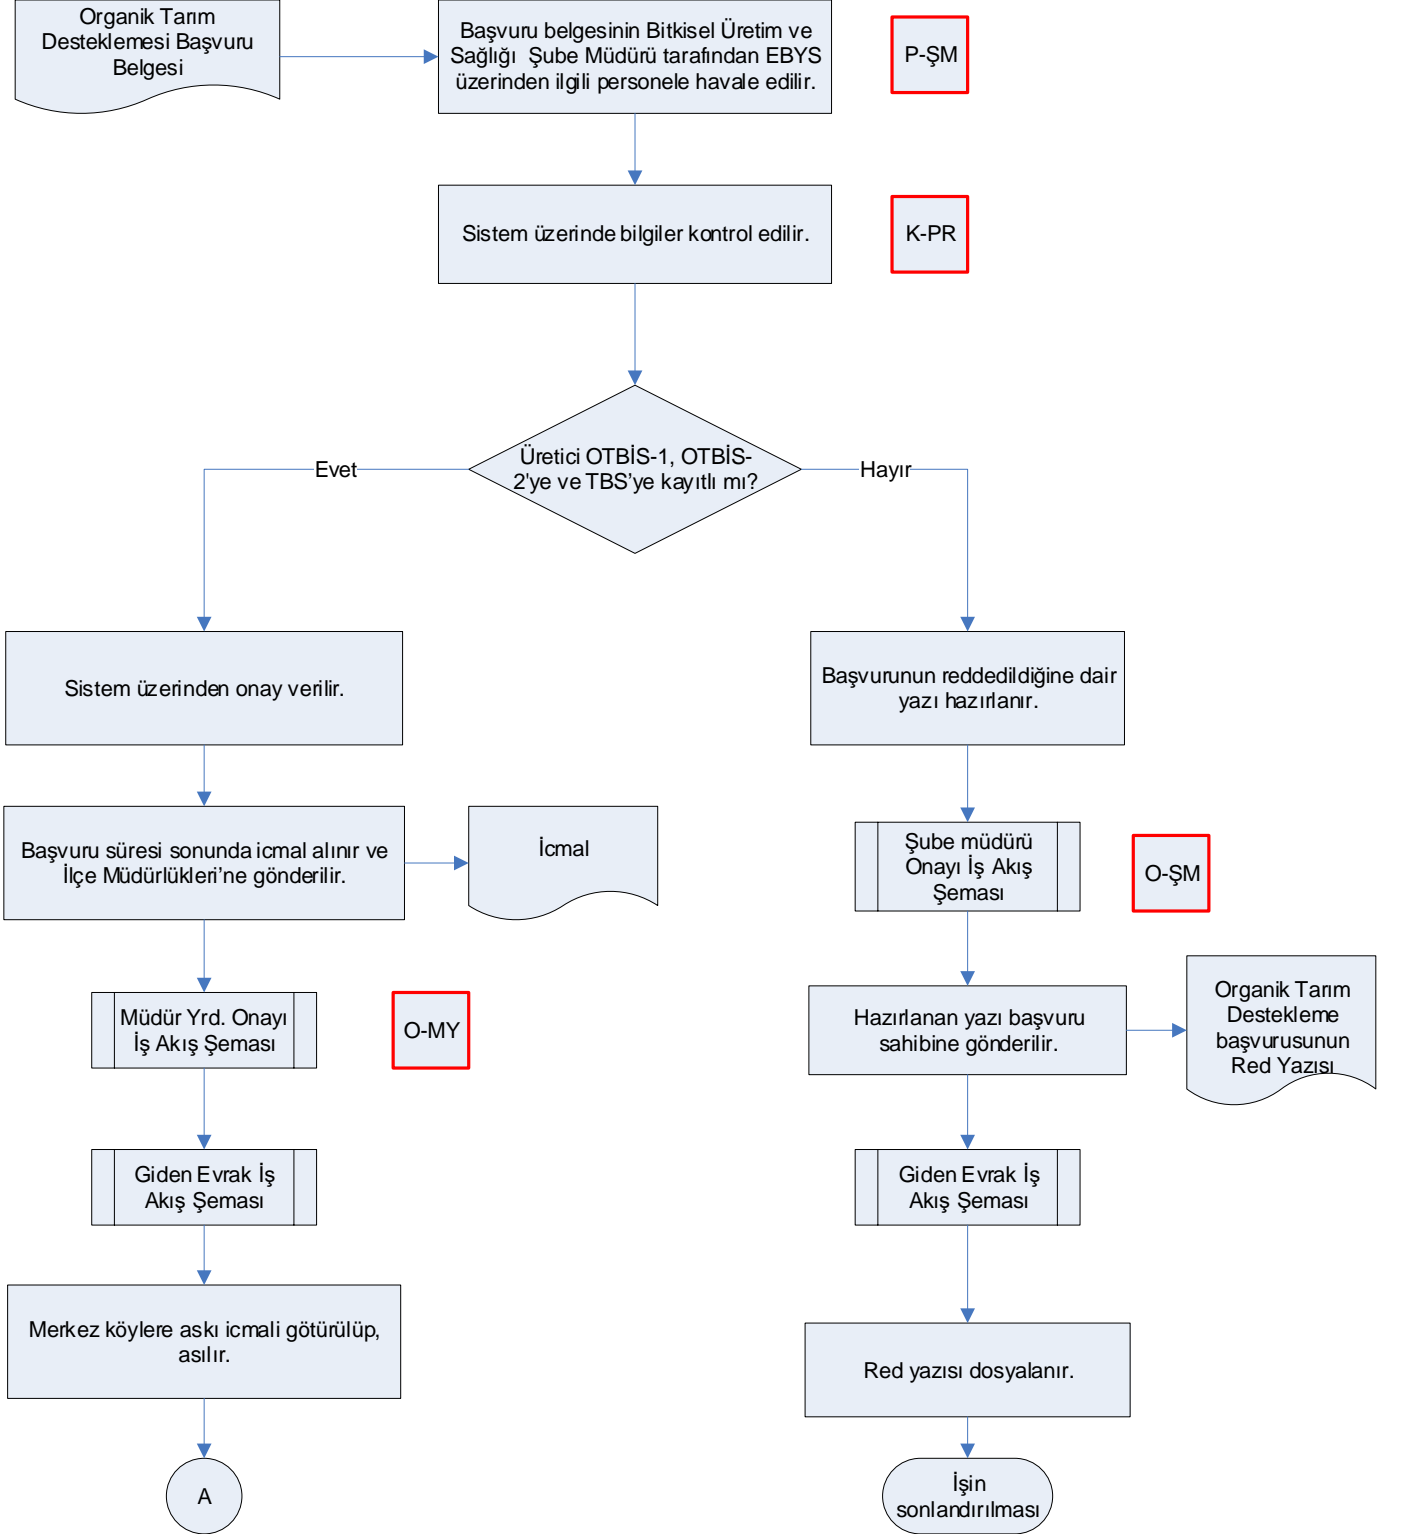 Organik Tarım
Desteklemesi Başvuru
Belgesi
Başvuru belgesinin Bitkisel Üretim ve
Sağlığı Şube Müdürü tarafından EBYS
üzerinden ilgili personele havale edilir.
P-ŞM
Sistem üzerinde bilgiler kontrol edilir.
K-PR
Üretici OTBİS-1, OTBİS-
2'ye ve TBS’ye kayıtlı mı?
Evet
Hayır
Sistem üzerinden onay verilir.
Başvurunun reddedildiğine dair
yazı hazırlanır.
Başvuru süresi sonunda icmal alınır ve
İlçe Müdürlükleri’ne gönderilir.
İcmal
Şube müdürü
Onayı İş Akış
Şeması
O-ŞM
Müdür Yrd. Onayı
İş Akış Şeması
O-MY
Hazırlanan yazı başvuru
sahibine gönderilir.
Organik Tarım
Destekleme
başvurusunun
Red Yazısı
Giden Evrak İş
Akış Şeması
Giden Evrak İş
Akış Şeması
Merkez köylere askı icmali götürülüp,
asılır.
Red yazısı dosyalanır.
A
İşin
sonlandırılması